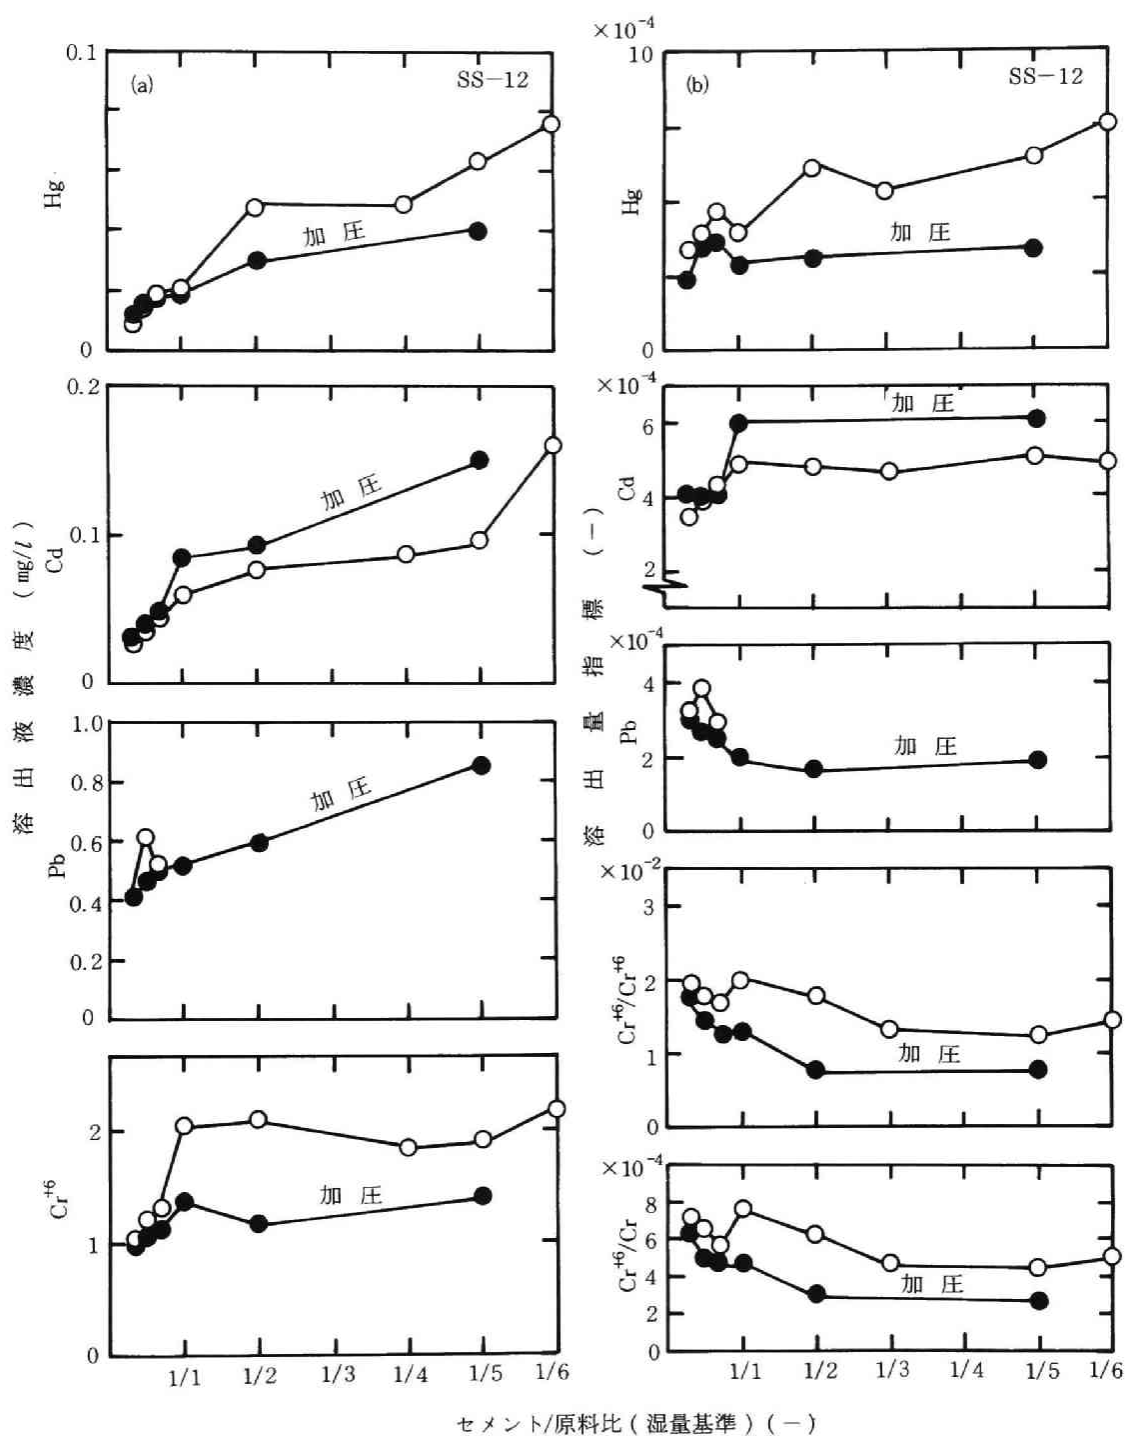 (a) SS-12
0.1
Hg
0
加圧
0.2
0.1
Cd
0
加圧
1.0
0.8
0.6
0.4
0.2
0
Pb
加圧
2
1
0
Cr+6
加圧
溶出液濃度(mg/l)
1/1 1/2 1/3 1/4 1/5 1/6
(b) SS-12
×10-4
10
Hg
0
加圧
×10-4
6
4
2
Cd
加圧
×10-4
4
2
0
Pb
加圧
×10-2
3
2
1
0
Cr+6/Cr+6
加圧
×10-4
8
6
4
2
0
Cr+6/Cr
加圧
溶出量指標(-)
1/1 1/2 1/3 1/4 1/5 1/6
セメント/原料比(湿量基準)(-)